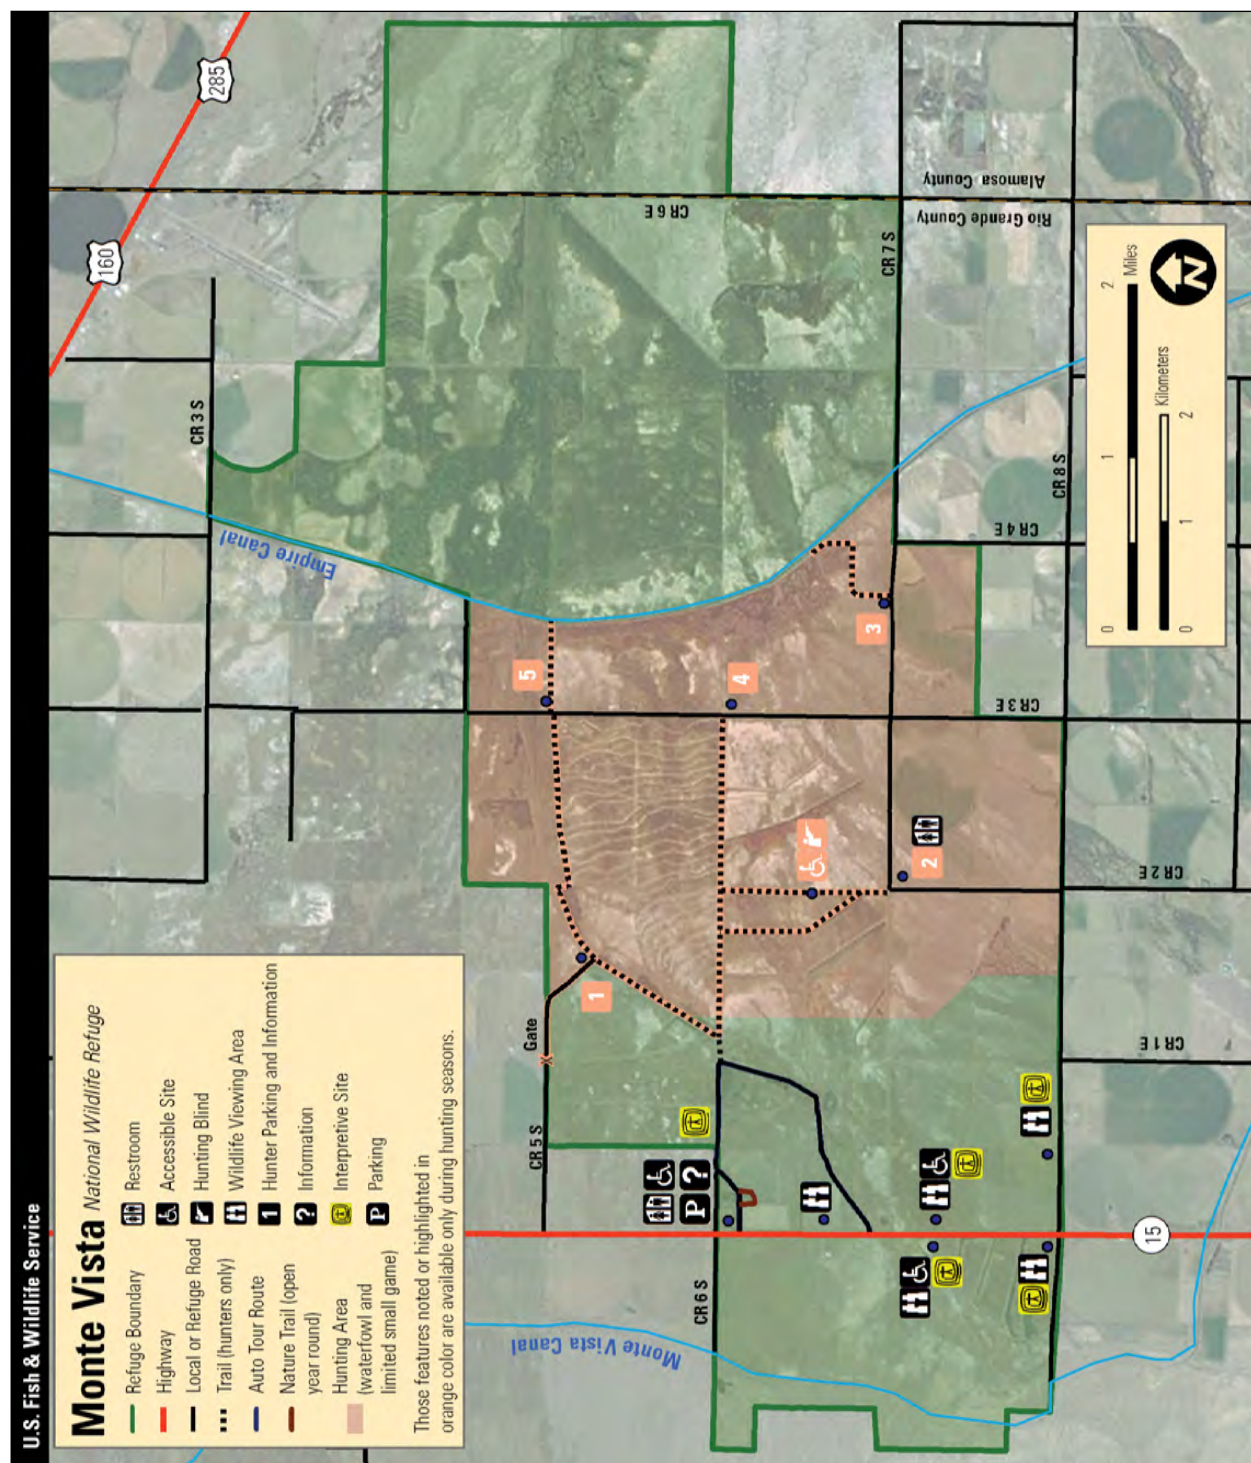 U.S. Fish & Wildlife Service
Monte Vista National Wildlife Refuge
Refuge Boundary
Highway
Local or Refuge Road
Trail (hunters only)
Auto Tour Route
Nature Trail (open
year round)
Hunting Area
(waterfowl and
limited small game)
Restroom
Accessible Site
Hunting Blind
Wildlife Viewing Area
1 Hunter Parking and Information
? Information
Interpretive Site
P Parking
Those features noted or highlighted in
orange color are available only during hunting seasons.
160
285
CR 3 S
Empire Canal
CR 5 S
Gate
1
5
P ?
CR 6 S
Monte Vista Canal
4
CR 6 E
3
2
CR 7 S
Alamosa County
Rio Grande County
CR 1 E
CR 2 E
CR 3 E
CR 4 E
CR 8 S
15
0 1 2
Miles
Kilometers
0 1 2
N